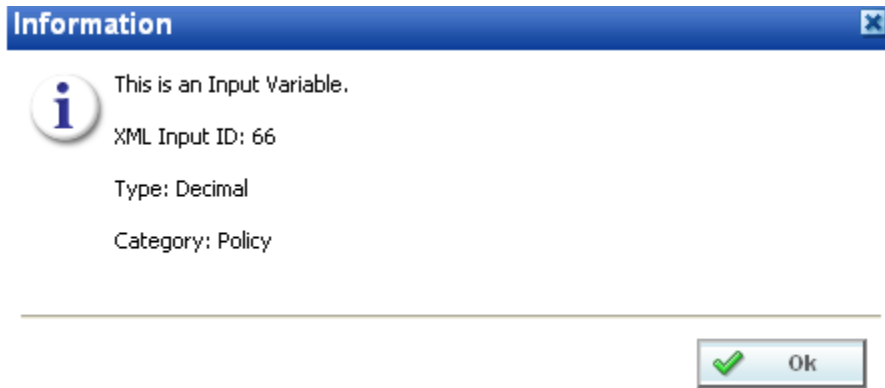 Information
This is an Input Variable.
XML Input ID: 66
Type: Decimal
Category: Policy
Ok